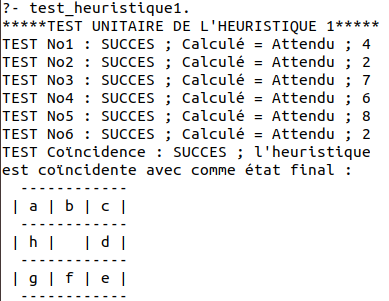 ?- test_heuristique1.
*****TEST UNITAIRE DE L'HEURISTIQUE 1*****
TEST No1 : SUCCES ; Calculé = Attendu ; 4
TEST No2 : SUCCES ; Calculé = Attendu ; 2
TEST No3 : SUCCES ; Calculé = Attendu ; 7
TEST No4 : SUCCES ; Calculé = Attendu ; 6
TEST No5 : SUCCES ; Calculé = Attendu ; 8
TEST No6 : SUCCES ; Calculé = Attendu ; 2
TEST Coïncidence : SUCCES ; l'heuristique
est coïncidente avec comme état final :
  ------------
 | a | b | c |
  ------------
 | h |   | d |
  ------------
 | g | f | e |
  ------------